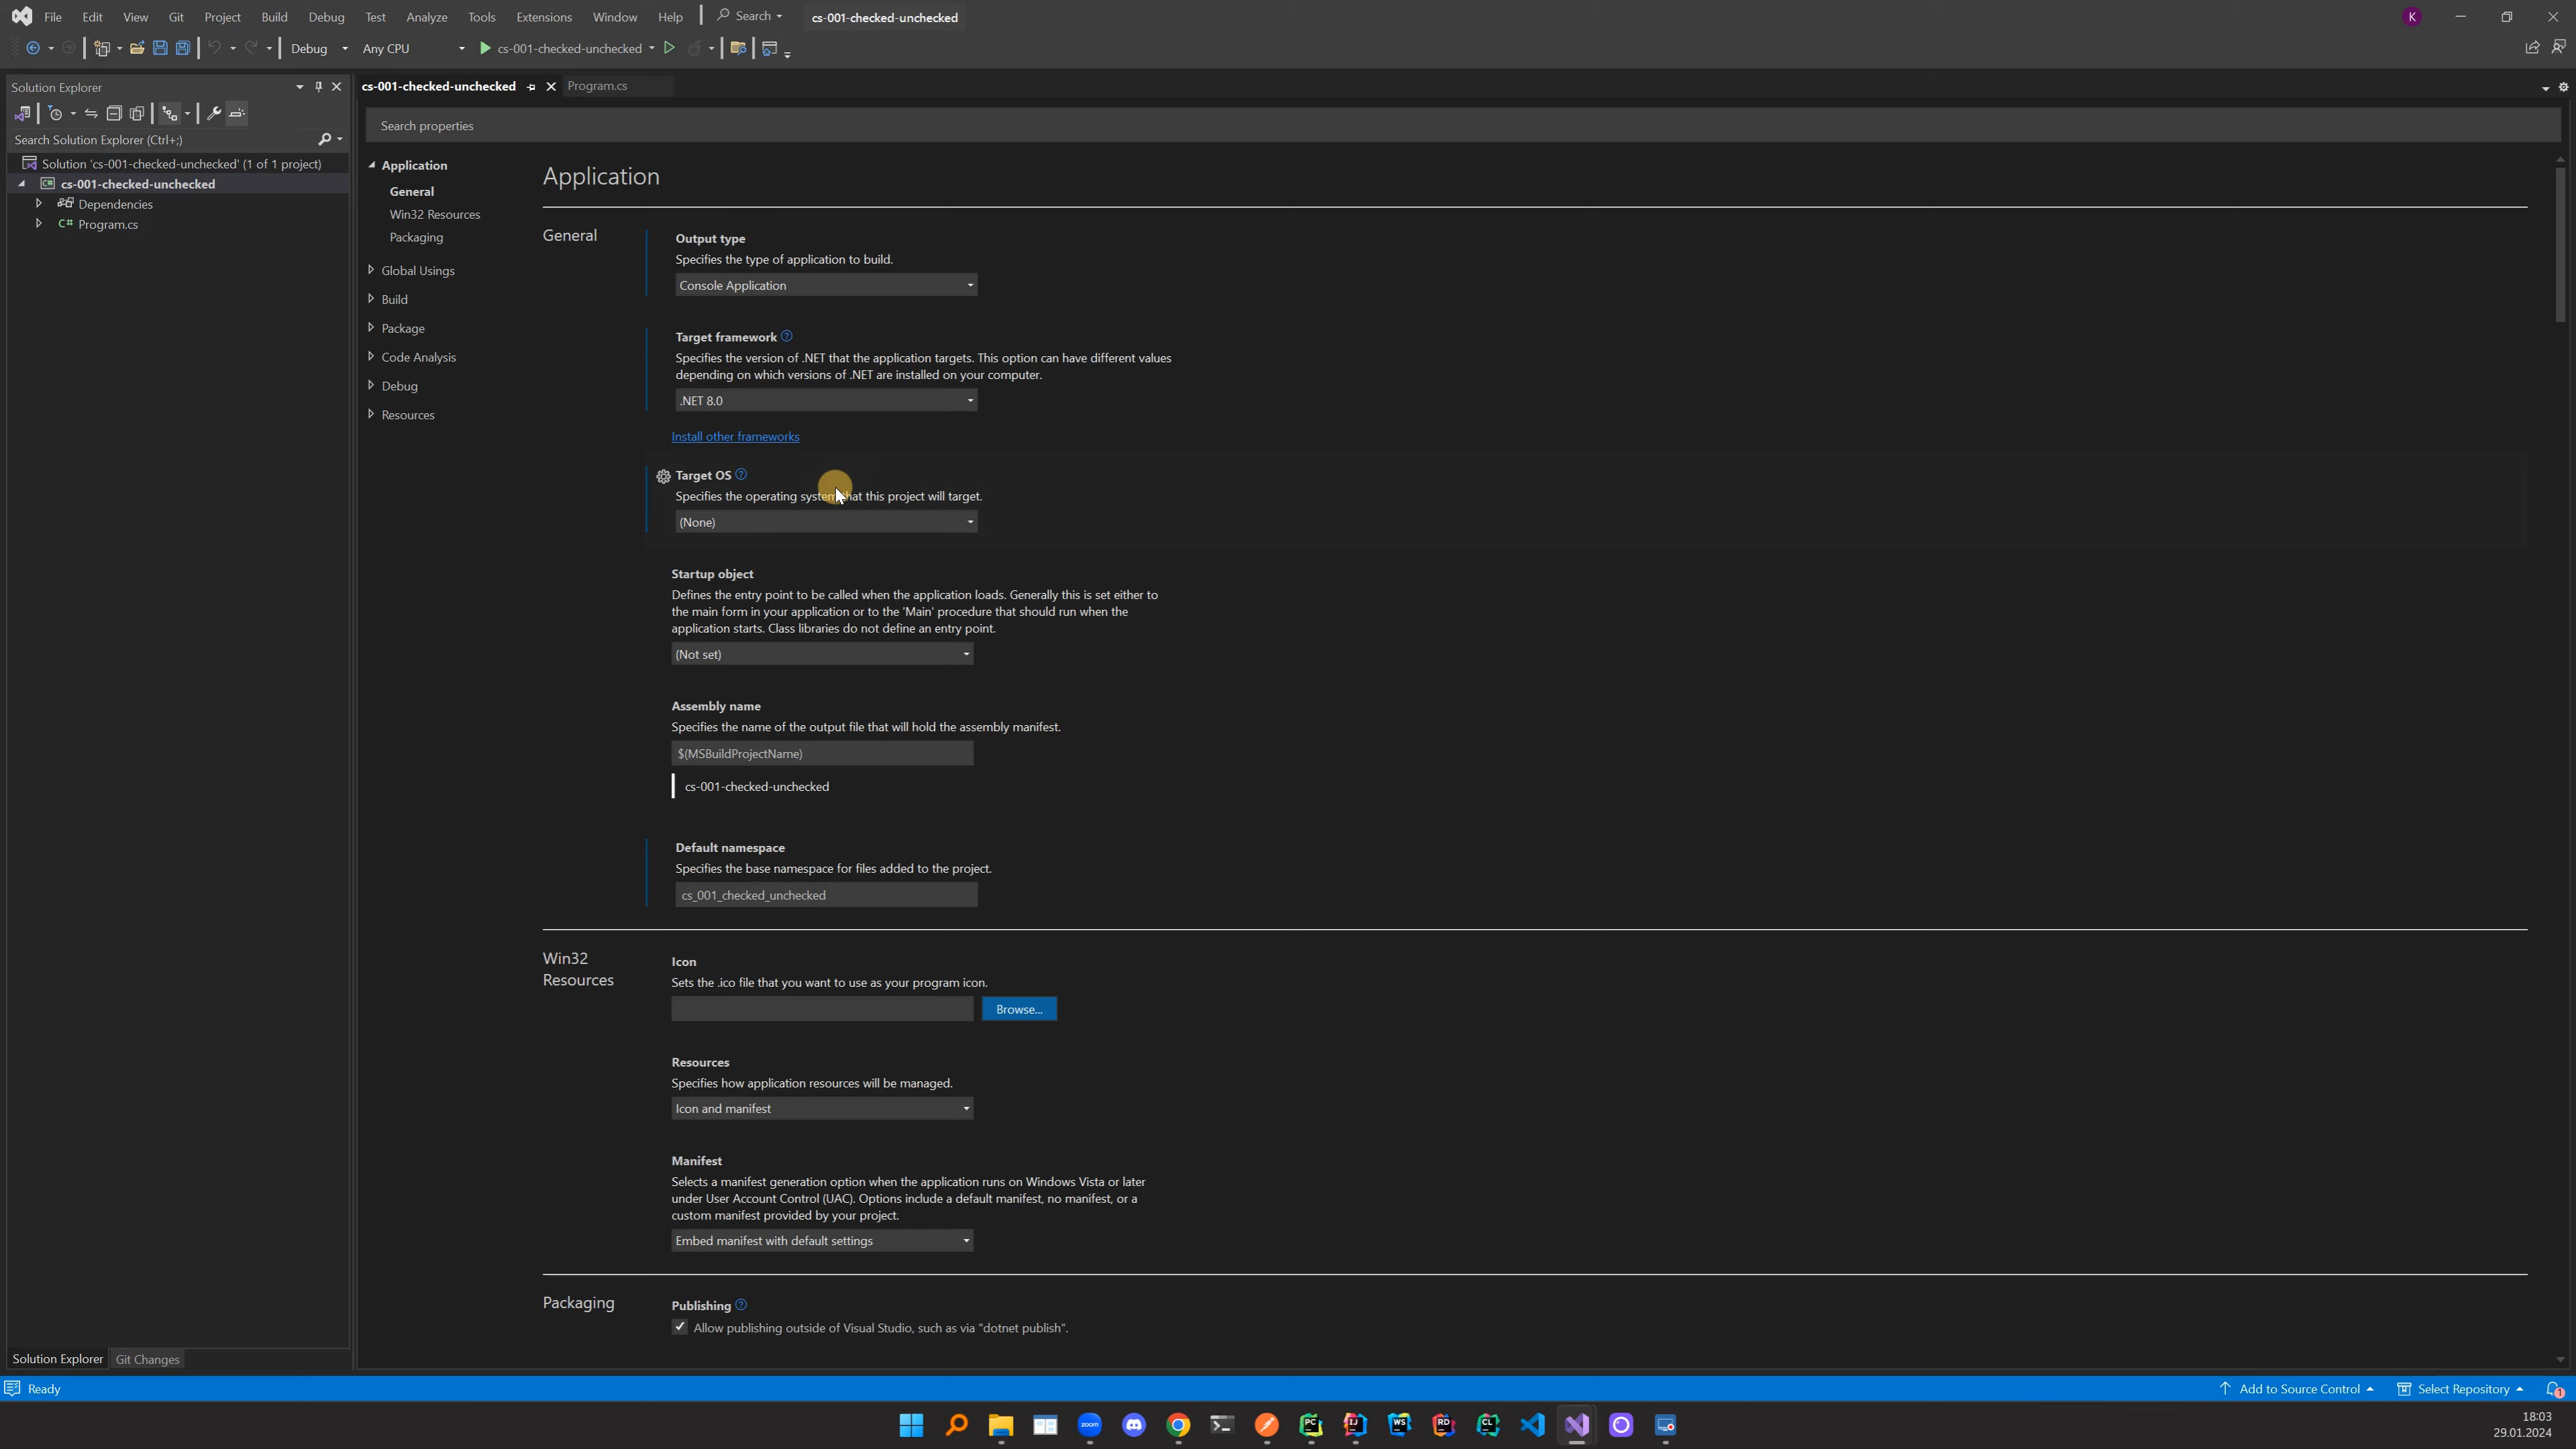 File Edit View Git Project Build Debug Test Analyze Tools Extensions Window Help Search cs-001-checked-unchecked K
Debug Any CPU cs-001-checked-unchecked
Solution Explorer
Search Solution Explorer (Ctrl+;)
Solution 'cs-001-checked-unchecked' (1 of 1 project)
C# cs-001-checked-unchecked
Dependencies
C# Program.cs
Solution Explorer Git Changes
cs-001-checked-unchecked Program.cs
Search properties
Application
General
Win32 Resources
Packaging
Global Usings
Build
Package
Code Analysis
Debug
Resources
Application
General
Output type
Specifies the type of application to build.
Console Application
Target framework
Specifies the version of .NET that the application targets. This option can have different values
depending on which versions of .NET are installed on your computer.
.NET 8.0
Install other frameworks
Target OS
Specifies the operating system that this project will target.
(None)
Startup object
Defines the entry point to be called when the application loads. Generally this is set either to
the main form in your application or to the 'Main' procedure that should run when the
application starts. Class libraries do not define an entry point.
(Not set)
Assembly name
Specifies the name of the output file that will hold the assembly manifest.
$(MSBuildProjectName)
cs-001-checked-unchecked
Default namespace
Specifies the base namespace for files added to the project.
cs_001_checked_unchecked
Win32
Resources
Icon
Sets the .ico file that you want to use as your program icon.
Browse...
Resources
Specifies how application resources will be managed.
Icon and manifest
Manifest
Selects a manifest generation option when the application runs on Windows Vista or later
under User Account Control (UAC). Options include a default manifest, no manifest, or a
custom manifest provided by your project.
Embed manifest with default settings
Packaging
Publishing
Allow publishing outside of Visual Studio, such as via "dotnet publish".
Ready Add to Source Control Select Repository 1
zoom PC IJ WS RD CL
18:03
29.01.2024